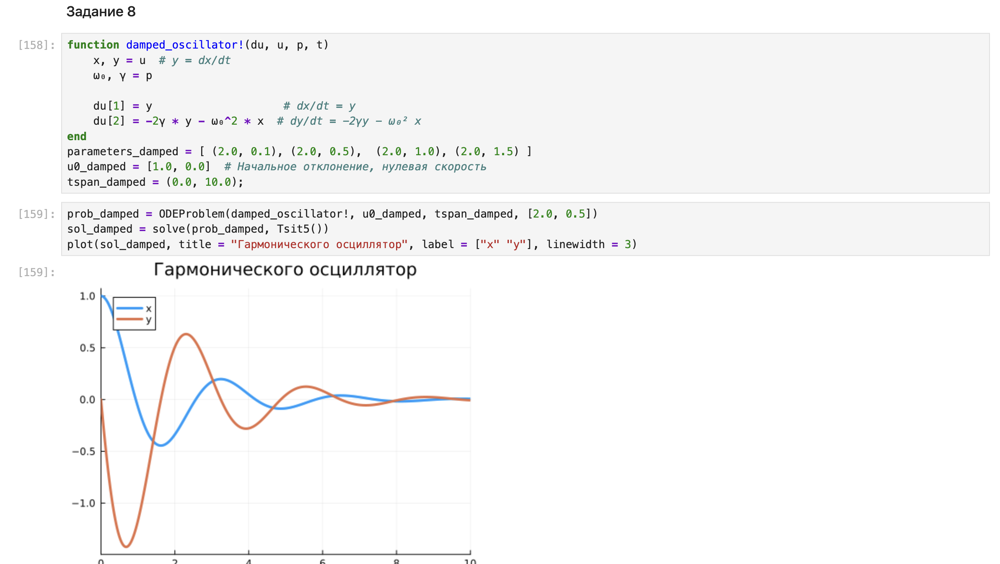 Задание 8
[158]:
function damped_oscillator!(du, u, p, t)
    x, y = u  # y = dx/dt
    ω₀, γ = p
    du[1] = y                    # dx/dt = y
    du[2] = -2γ * y - ω₀^2 * x  # dy/dt = -2γy - ω₀² x
end
parameters_damped = [ (2.0, 0.1), (2.0, 0.5),  (2.0, 1.0), (2.0, 1.5) ]
u0_damped = [1.0, 0.0]  # Начальное отклонение, нулевая скорость
tspan_damped = (0.0, 10.0);
[159]:
prob_damped = ODEProblem(damped_oscillator!, u0_damped, tspan_damped, [2.0, 0.5])
sol_damped = solve(prob_damped, Tsit5())
plot(sol_damped, title = "Гармонического осциллятор", label = ["x" "y"], linewidth = 3)
[159]:
Гармонического осциллятор
x
y
1.0
0.5
0.0
−0.5
−1.0
0 2 4 6 8 10